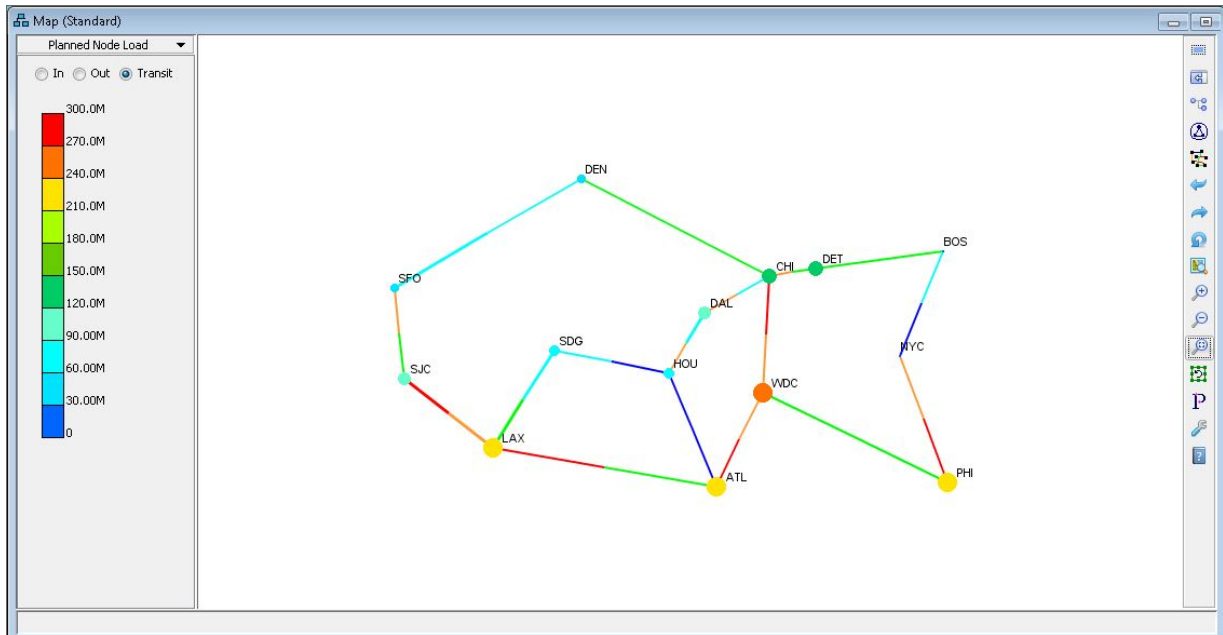 Map (Standard)
Planned Node Load
In Out Transit
300.0M
270.0M
240.0M
210.0M
180.0M
150.0M
120.0M
90.00M
60.00M
30.00M
0
DEN
BOS
CHI
DET
SFO
DAL
SDG
NYC
HOU
SJC
WDC
LAX
ATL
PHI
P
?